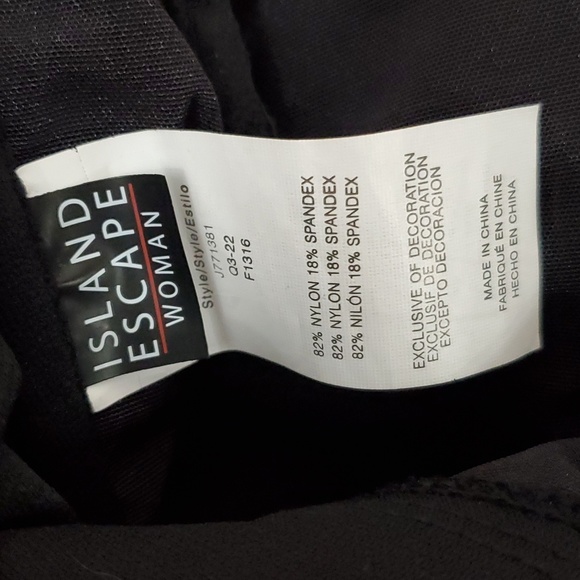 ISLAND
ESCAPE
WOMAN
Style/Style/Estilo
J771381
Q3-22
F1316
82% NYLON 18% SPANDEX
82% NYLON 18% SPANDEX
82% NILÓN 18% SPANDEX
EXCLUSIVE OF DECORATION
EXCLUSIF DE DECORATION
EXCEPTO DECORACION
MADE IN CHINA
FABRIQUÉ EN CHINE
HECHO EN CHINA